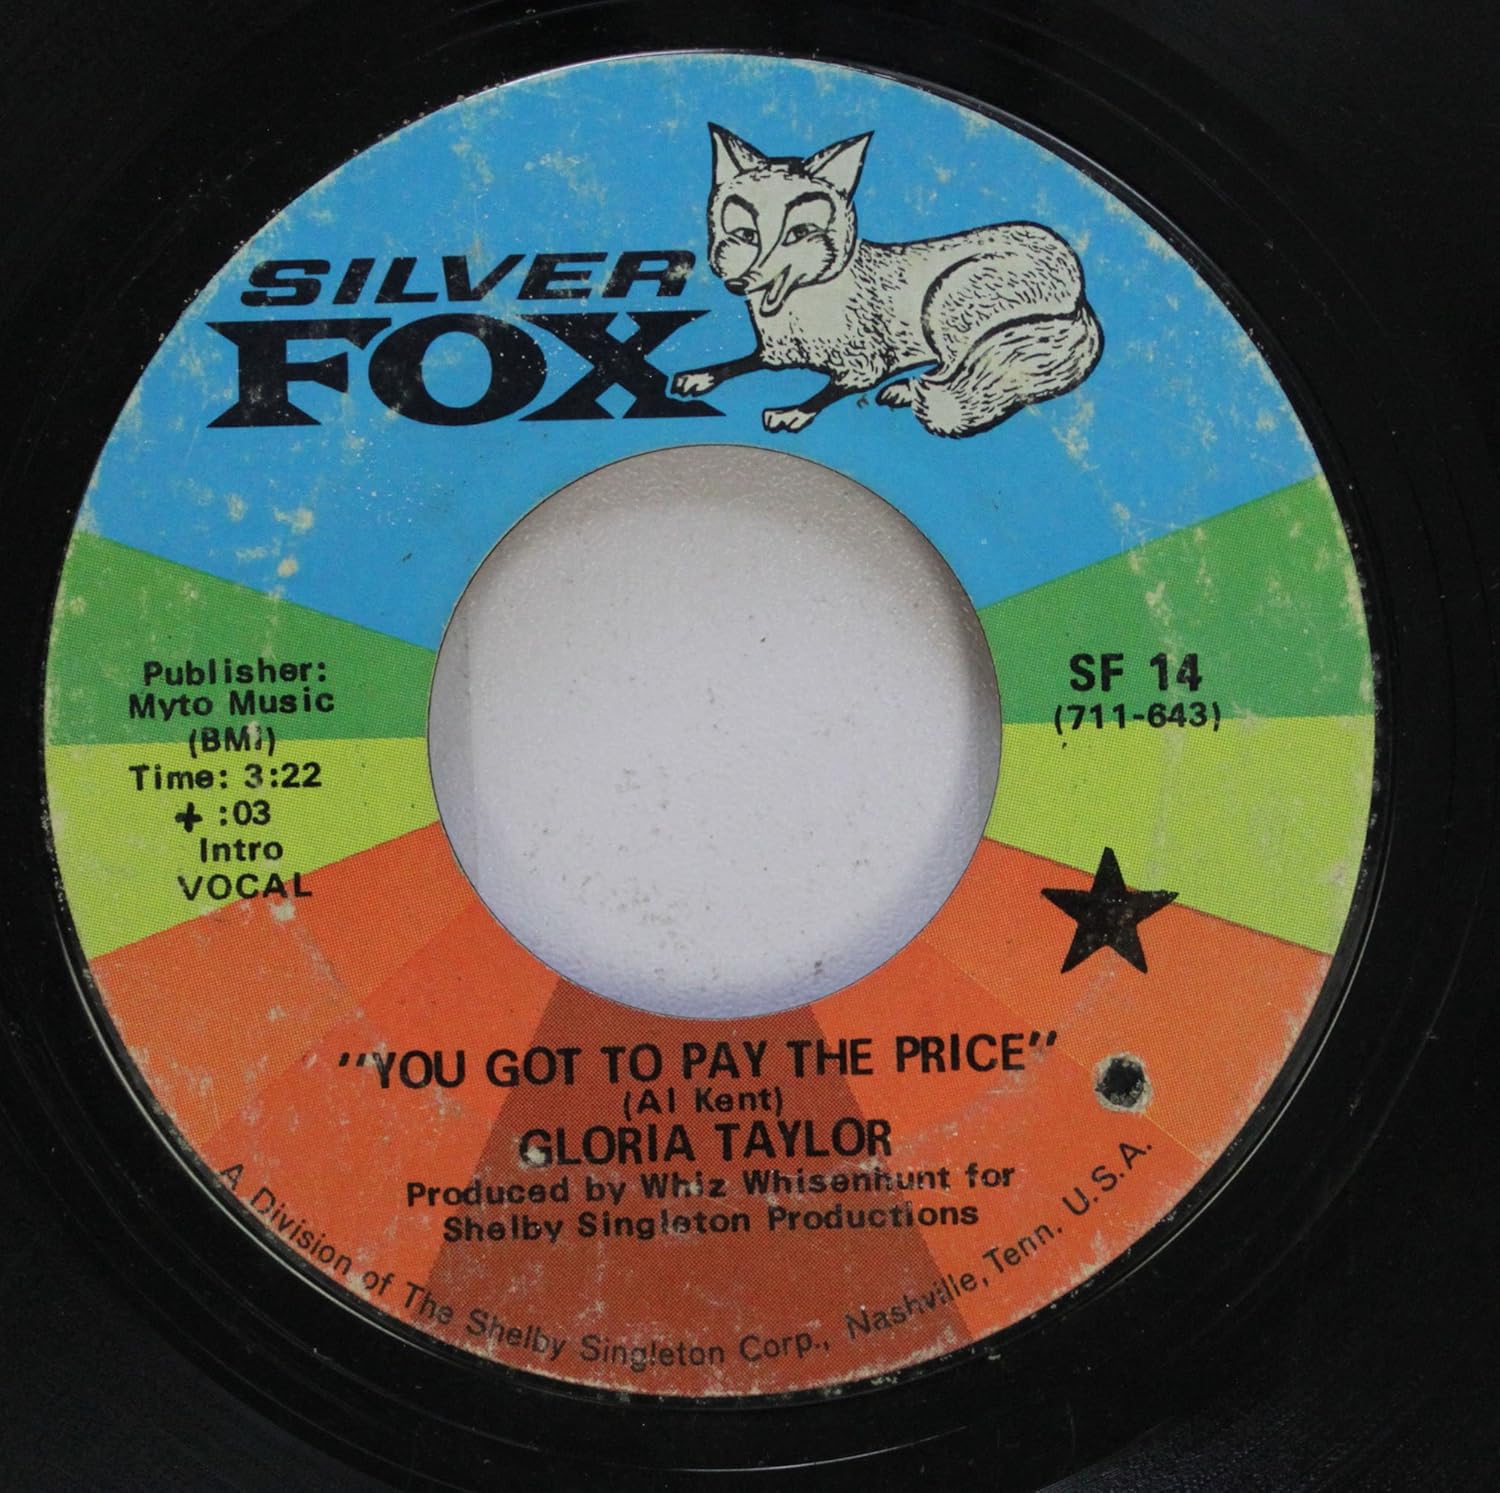 SILVER
FOX
Publisher:
Myto Music
(BMI)
Time: 3:22
+ :03
Intro
VOCAL
SF 14
(711-643)
"YOU GOT TO PAY THE PRICE"
(Al Kent)
GLORIA TAYLOR
Produced by Whiz Whisenhunt for
Shelby Singleton Productions
A Division of The Shelby Singleton Corp., Nashville, Tenn. U.S.A.